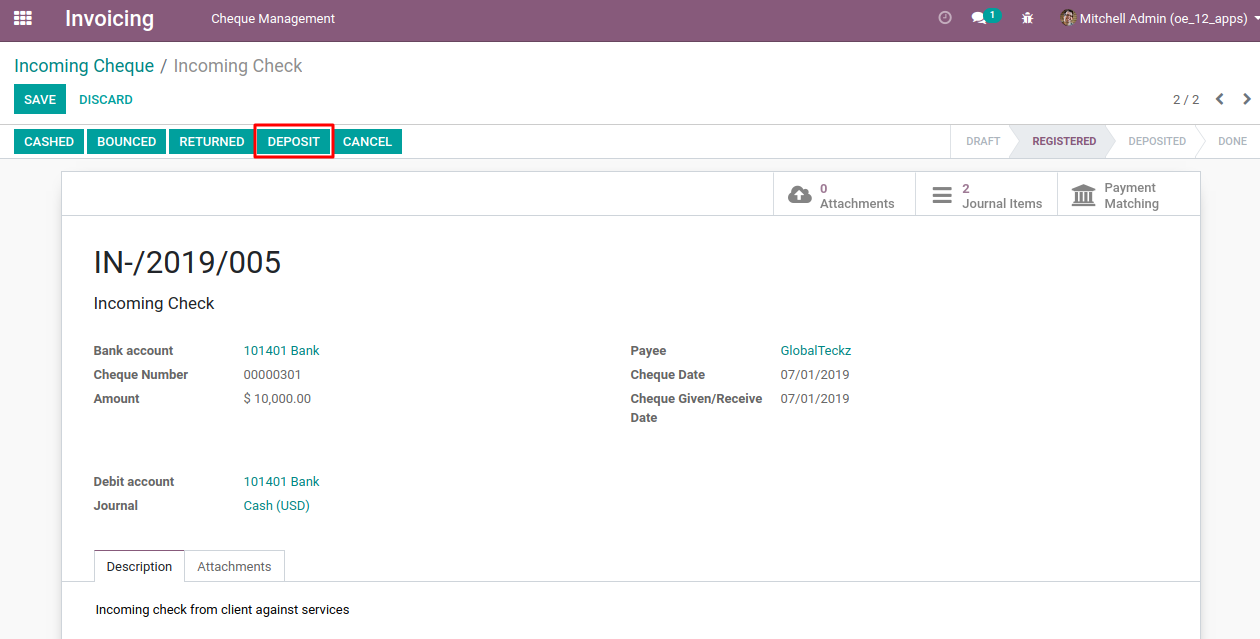 Invoicing Cheque Management 1 Mitchell Admin (oe_12_apps)
Incoming Cheque / Incoming Check
SAVE DISCARD 2 / 2
CASHED BOUNCED RETURNED DEPOSIT CANCEL DRAFT REGISTERED DEPOSITED DONE
0 Attachments
2 Journal Items
Payment Matching
IN-/2019/005
Incoming Check
Bank account 101401 Bank Payee GlobalTeckz
Cheque Number 00000301 Cheque Date 07/01/2019
Amount $ 10,000.00 Cheque Given/Receive 07/01/2019
Date
Debit account 101401 Bank
Journal Cash (USD)
Description Attachments
Incoming check from client against services